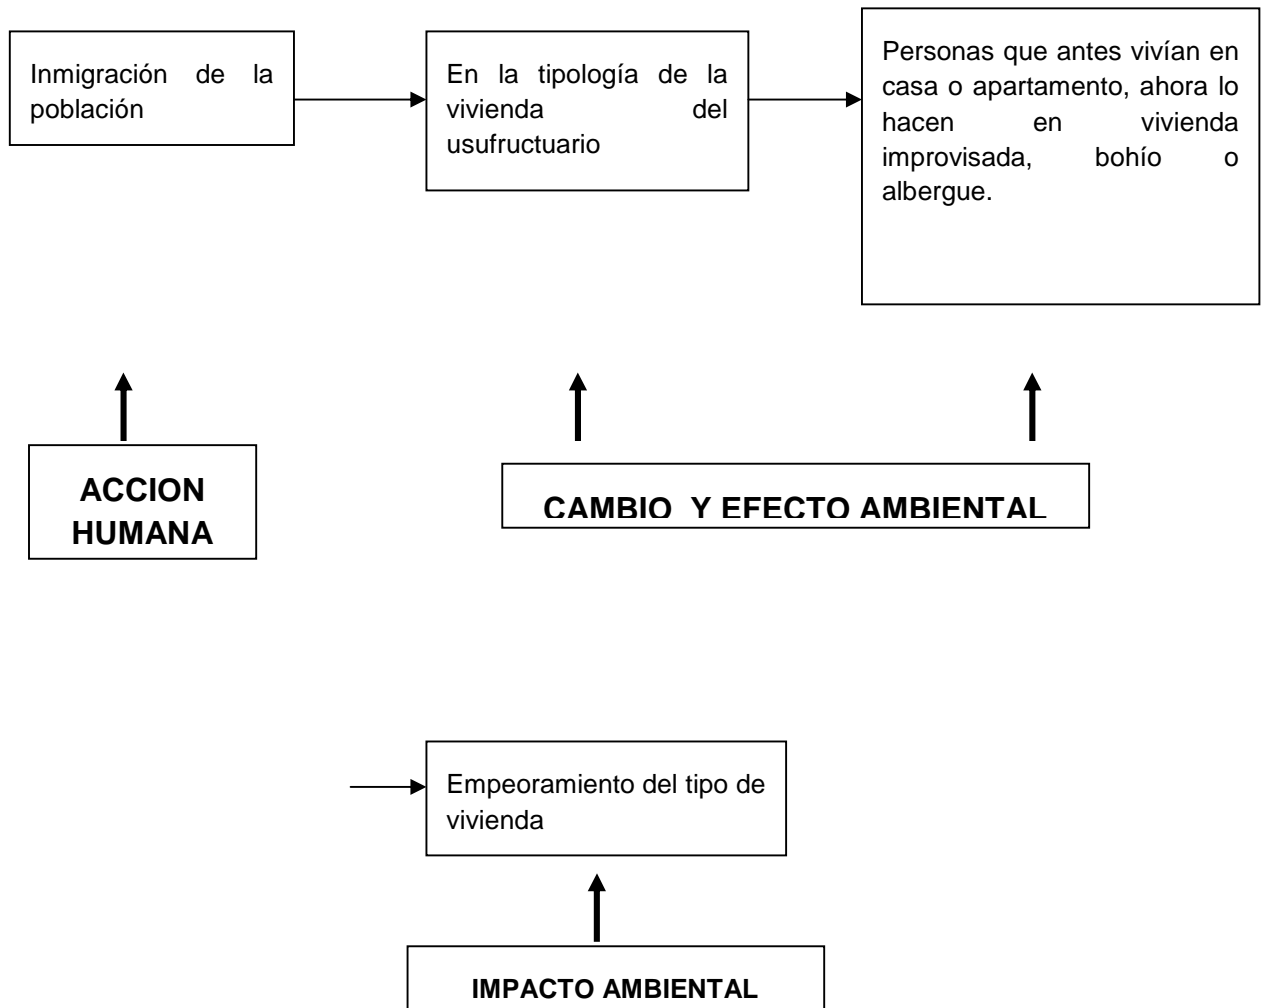 Inmigración de la
población
En la tipología de la
vivienda del
usufructuario
Personas que antes vivían en
casa o apartamento, ahora lo
hacen en vivienda
improvisada, bohío o
albergue.
ACCION
HUMANA
CAMBIO Y EFECTO AMBIENTAL
Empeoramiento del tipo de
vivienda
IMPACTO AMBIENTAL